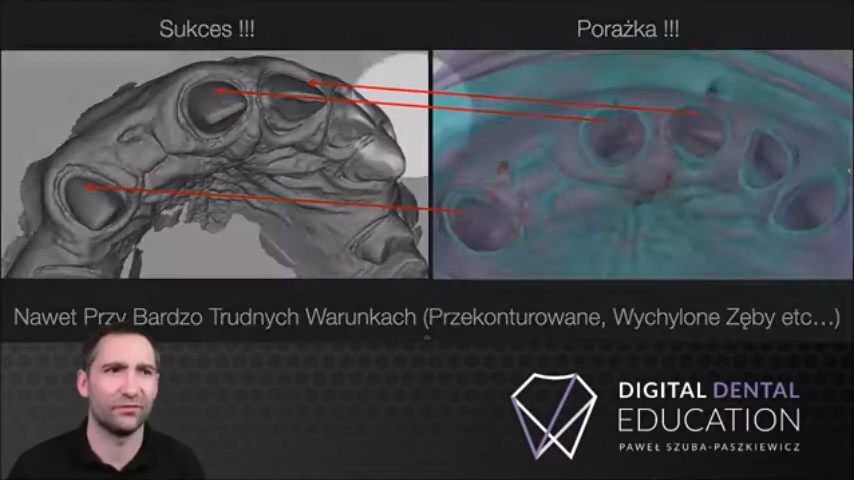 Sukces !!!
Porażka !!!
Nawet Przy Bardzo Trudnych Warunkach (Przekonturowane, Wychylone Zęby etc...)
DIGITAL DENTAL
EDUCATION
PAWEŁ SZUBA-PASZKIEWICZ